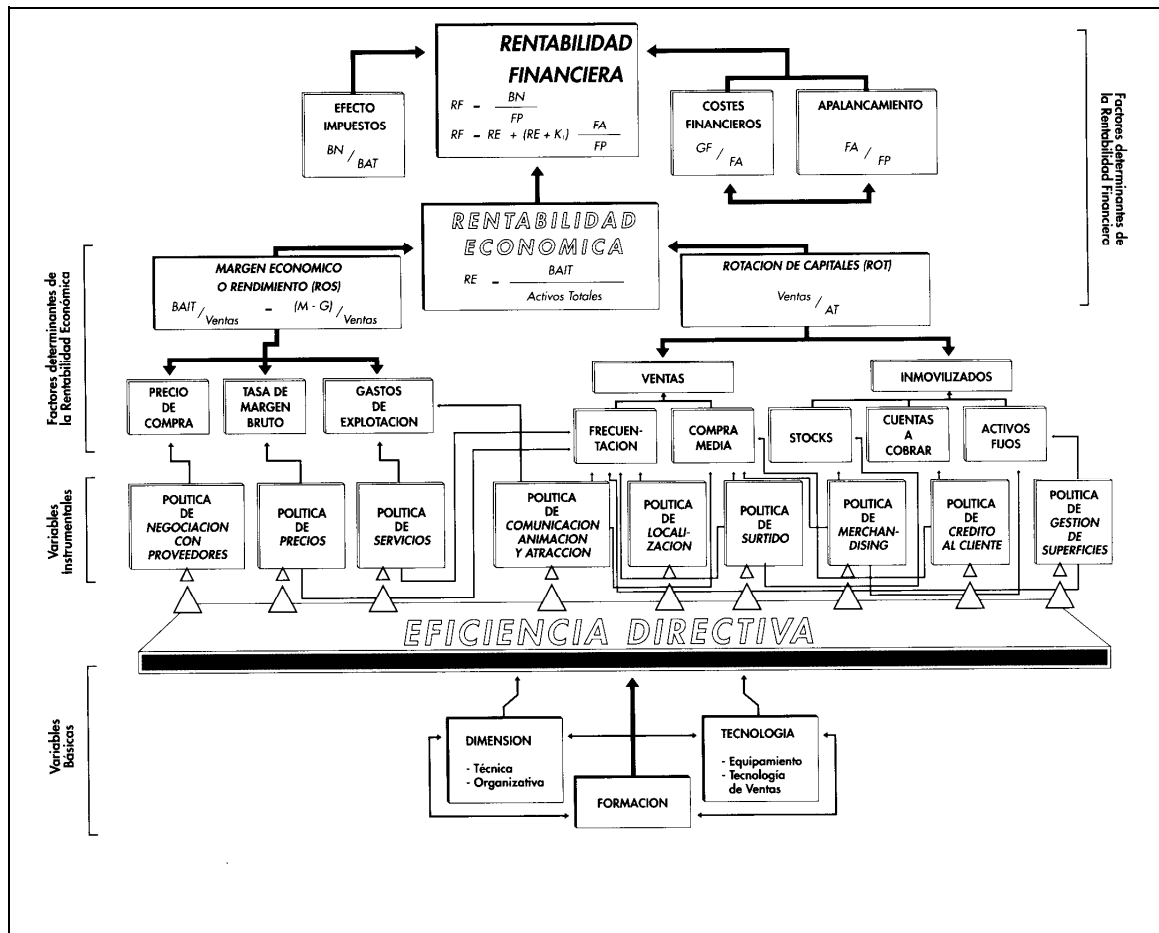 RENTABILIDAD
FINANCIERA
RF = BN / FP
RF = RE + (RE + Ki) FA / FP
EFECTO
IMPUESTOS
BN / BAT
COSTES
FINANCIEROS
GF / FA
APALANCAMIENTO
FA / FP
Factores determinantes de
la Rentabilidad Financiera
RENTABILIDAD
ECONOMICA
RE = BAIT / Activos Totales
MARGEN ECONOMICO
O RENDIMIENTO (ROS)
BAIT / Ventas = (M - G) / Ventas
ROTACION DE CAPITALES (ROT)
Ventas / AT
Factores determinantes de
la Rentabilidad Económica
PRECIO
DE
COMPRA
TASA DE
MARGEN
BRUTO
GASTOS
DE
EXPLOTACION
VENTAS
INMOVILIZADOS
FRECUEN-
TACION
COMPRA
MEDIA
STOCKS
CUENTAS
A
COBRAR
ACTIVOS
FIJOS
Variables
Instrumentales
POLITICA
DE
NEGOCIACION
CON
PROVEEDORES
POLITICA
DE
PRECIOS
POLITICA
DE
SERVICIOS
POLITICA
DE
COMUNICACION
ANIMACION
Y ATRACCION
POLITICA
DE
LOCALI-
ZACION
POLITICA
DE
SURTIDO
POLITICA
DE
MERCHAN-
DISING
POLITICA
DE
CREDITO
AL CLIENTE
POLITICA
DE
GESTION
DE
SUPERFICIES
EFICIENCIA DIRECTIVA
Variables
Básicas
DIMENSION
- Técnica
- Organizativa
TECNOLOGIA
- Equipamiento
- Tecnología
de Ventas
FORMACION